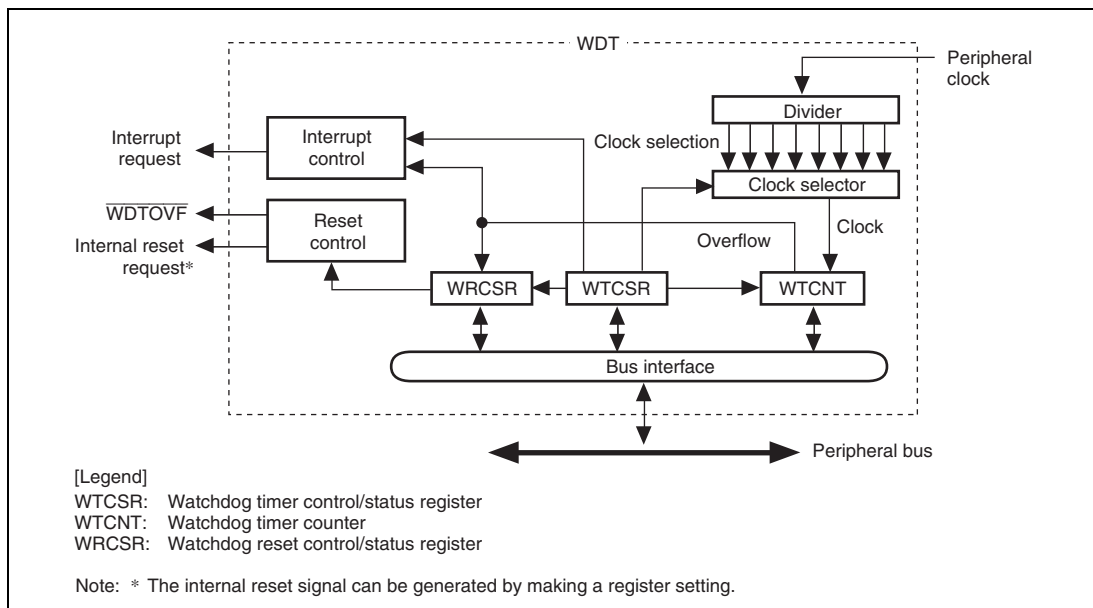 WDT
Peripheral
clock
Divider
Clock selection
Clock selector
Interrupt
request
Interrupt
control
WDTOVF
Internal reset
request*
Reset
control
Overflow
Clock
WRCSR
WTCSR
WTCNT
Bus interface
Peripheral bus
[Legend]
WTCSR: Watchdog timer control/status register
WTCNT: Watchdog timer counter
WRCSR: Watchdog reset control/status register
Note: * The internal reset signal can be generated by making a register setting.